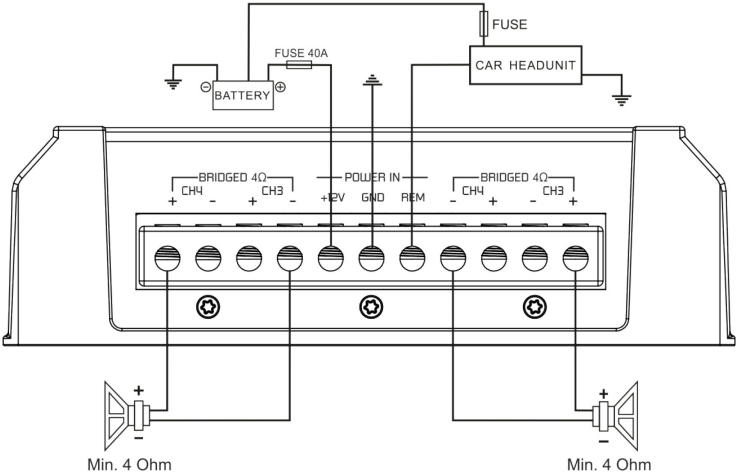 FUSE
FUSE 40A
CAR HEADUNIT
⊖ BATTERY ⊕
BRIDGED 4Ω POWER IN BRIDGED 4Ω
CH4 CH3 CH4 CH3
+ - + - +12V GND REM - + - +
+ +
- -
Min. 4 Ohm Min. 4 Ohm